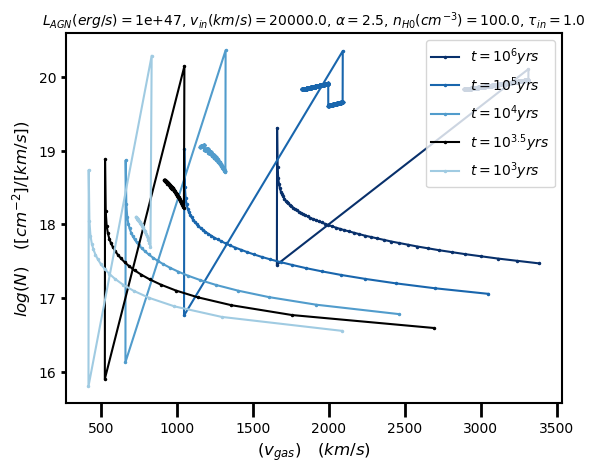 L_AGN(erg/s) = 1e+47, v_in(km/s) = 20000.0, α = 2.5, n_H0(cm^−3) = 100.0, τ_in = 1.0
t = 10^6 yrs
t = 10^5 yrs
t = 10^4 yrs
t = 10^3.5 yrs
t = 10^3 yrs
log(N) ([cm^−2]/[km/s])
20
19
18
17
16
500 1000 1500 2000 2500 3000 3500
(v_gas) (km/s)